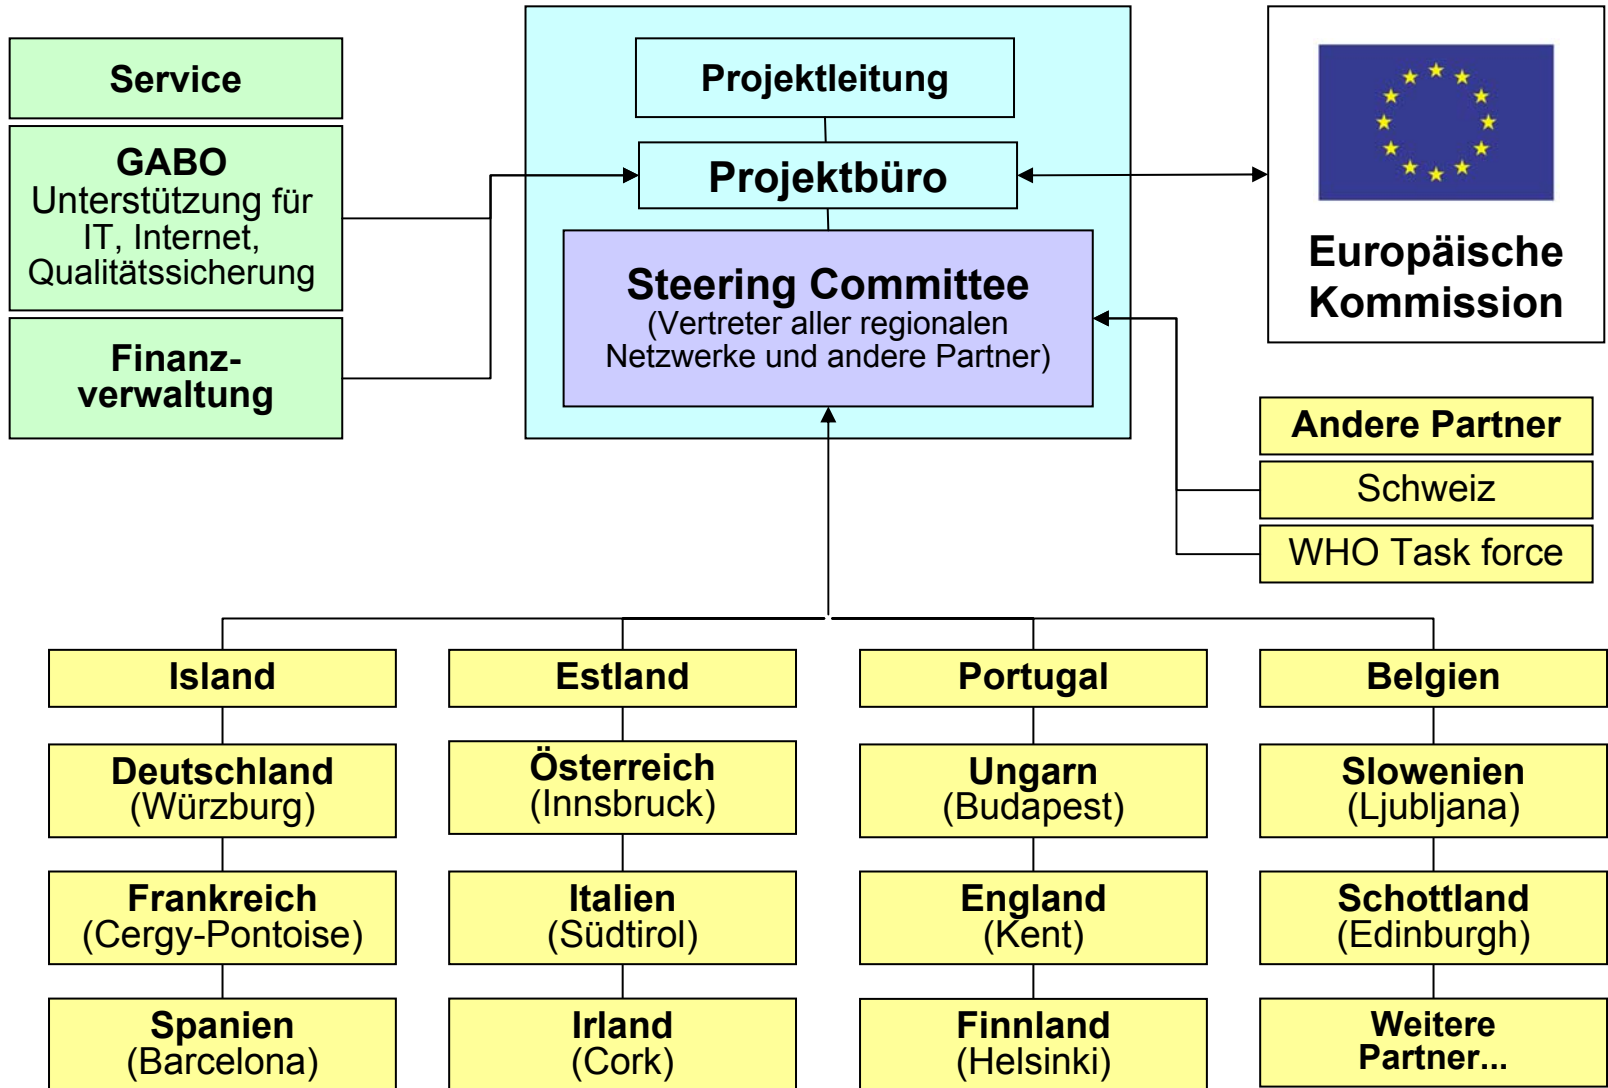 Service
GABO
Unterstützung für
IT, Internet,
Qualitätssicherung
Finanz-
verwaltung
Projektleitung
Projektbüro
Steering Committee
(Vertreter aller regionalen
Netzwerke und andere Partner)
Europäische
Kommission
Andere Partner
Schweiz
WHO Task force
Island
Deutschland
(Würzburg)
Frankreich
(Cergy-Pontoise)
Spanien
(Barcelona)
Estland
Österreich
(Innsbruck)
Italien
(Südtirol)
Irland
(Cork)
Portugal
Ungarn
(Budapest)
England
(Kent)
Finnland
(Helsinki)
Belgien
Slowenien
(Ljubljana)
Schottland
(Edinburgh)
Weitere
Partner...